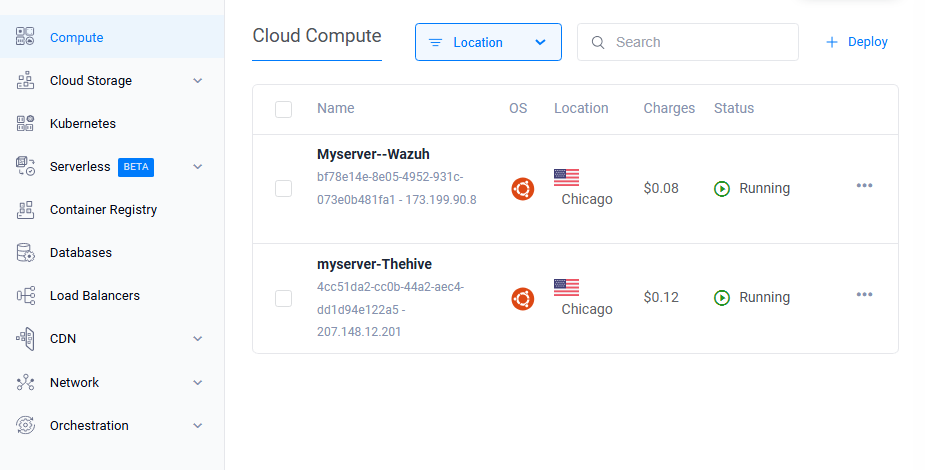 Compute
Cloud Storage
Kubernetes
Serverless BETA
Container Registry
Databases
Load Balancers
CDN
Network
Orchestration
Cloud Compute
Location
Search
+ Deploy
Name OS Location Charges Status
Myserver--Wazuh
bf78e14e-8e05-4952-931c-
073e0b481fa1 - 173.199.90.8
Chicago
$0.08
Running
myserver-Thehive
4cc51da2-cc0b-44a2-aec4-
dd1d94e122a5 -
207.148.12.201
Chicago
$0.12
Running